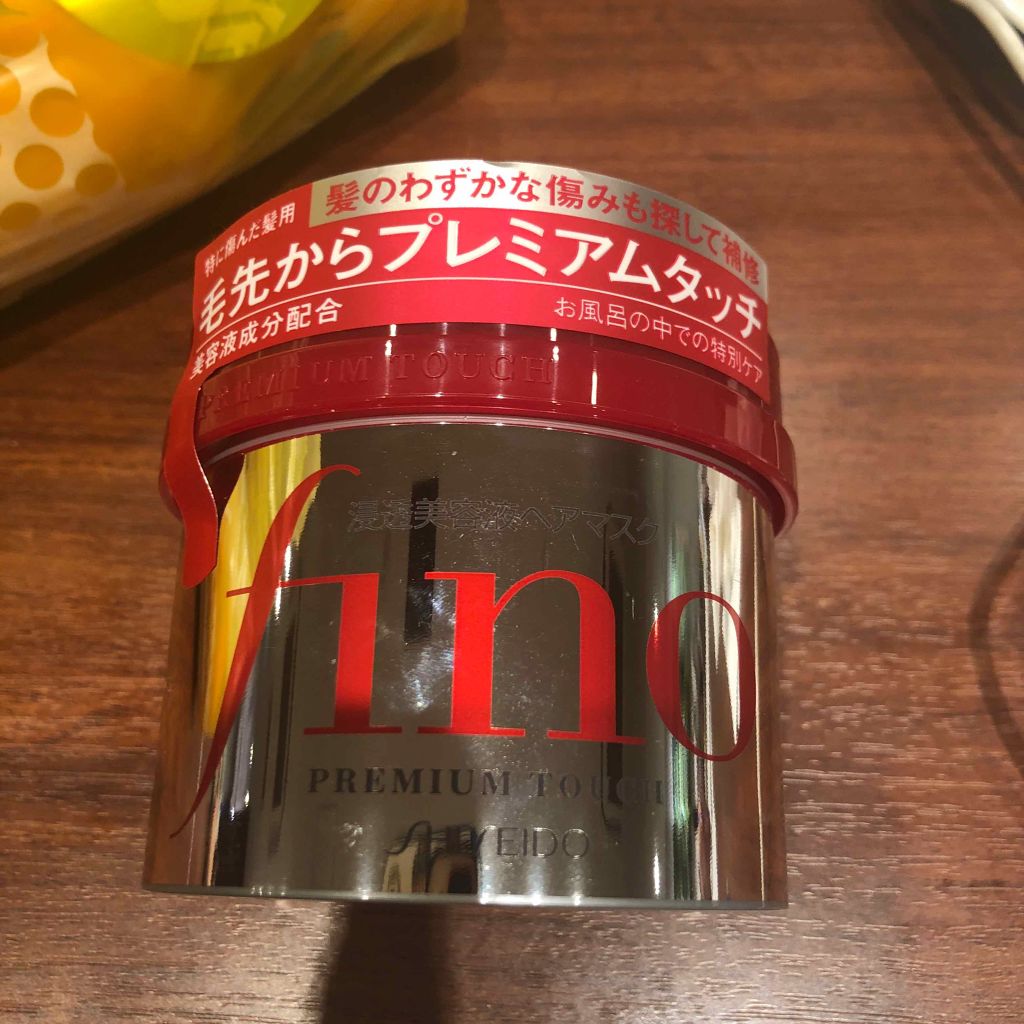 髪のわずかな傷みも探して補修
特に傷んだ髪用
毛先からプレミアムタッチ
美容液成分配合
お風呂の中での特別ケア
PREMIUM TOUCH
浸透美容液ヘアマスク
fino
PREMIUM TOUCH
SHISEIDO